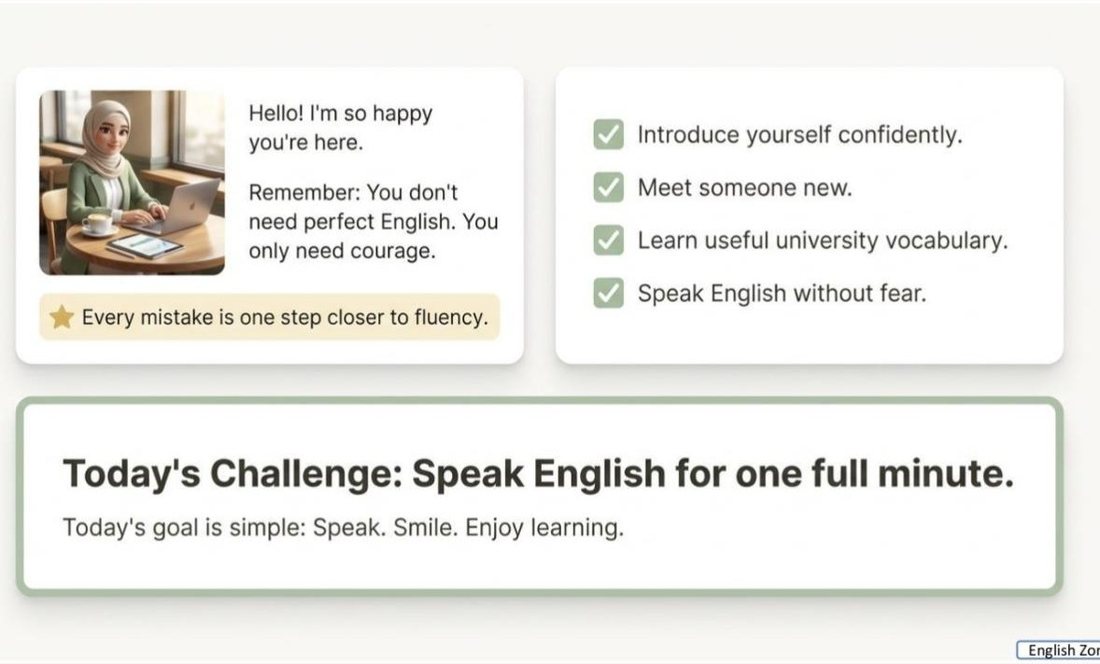 Hello! I'm so happy
you're here.
Remember: You don't
need perfect English. You
only need courage.
Every mistake is one step closer to fluency.
Introduce yourself confidently.
Meet someone new.
Learn useful university vocabulary.
Speak English without fear.
Today's Challenge: Speak English for one full minute.
Today's goal is simple: Speak. Smile. Enjoy learning.
English Zon